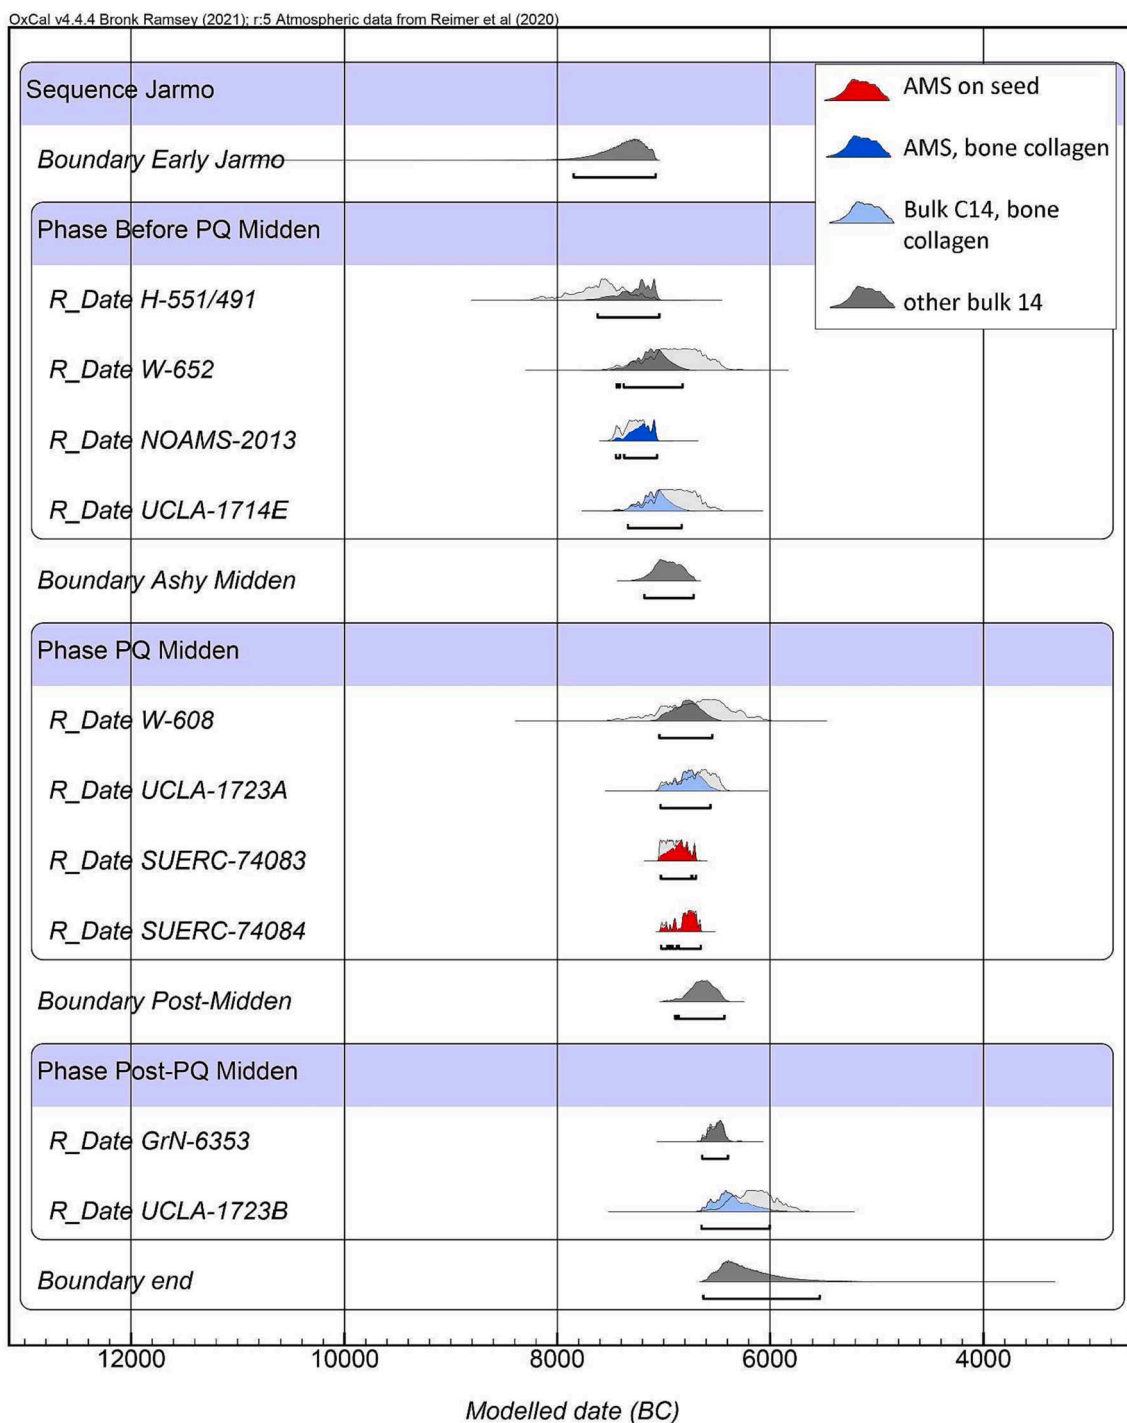 OxCal v4.4.4 Bronk Ramsey (2021); r:5 Atmospheric data from Reimer et al (2020)
Sequence Jarmo
AMS on seed
AMS, bone collagen
Bulk C14, bone
collagen
other bulk 14
Boundary Early Jarmo
Phase Before PQ Midden
R_Date H-551/491
R_Date W-652
R_Date NOAMS-2013
R_Date UCLA-1714E
Boundary Ashy Midden
Phase PQ Midden
R_Date W-608
R_Date UCLA-1723A
R_Date SUERC-74083
R_Date SUERC-74084
Boundary Post-Midden
Phase Post-PQ Midden
R_Date GrN-6353
R_Date UCLA-1723B
Boundary end
12000 10000 8000 6000 4000
Modelled date (BC)